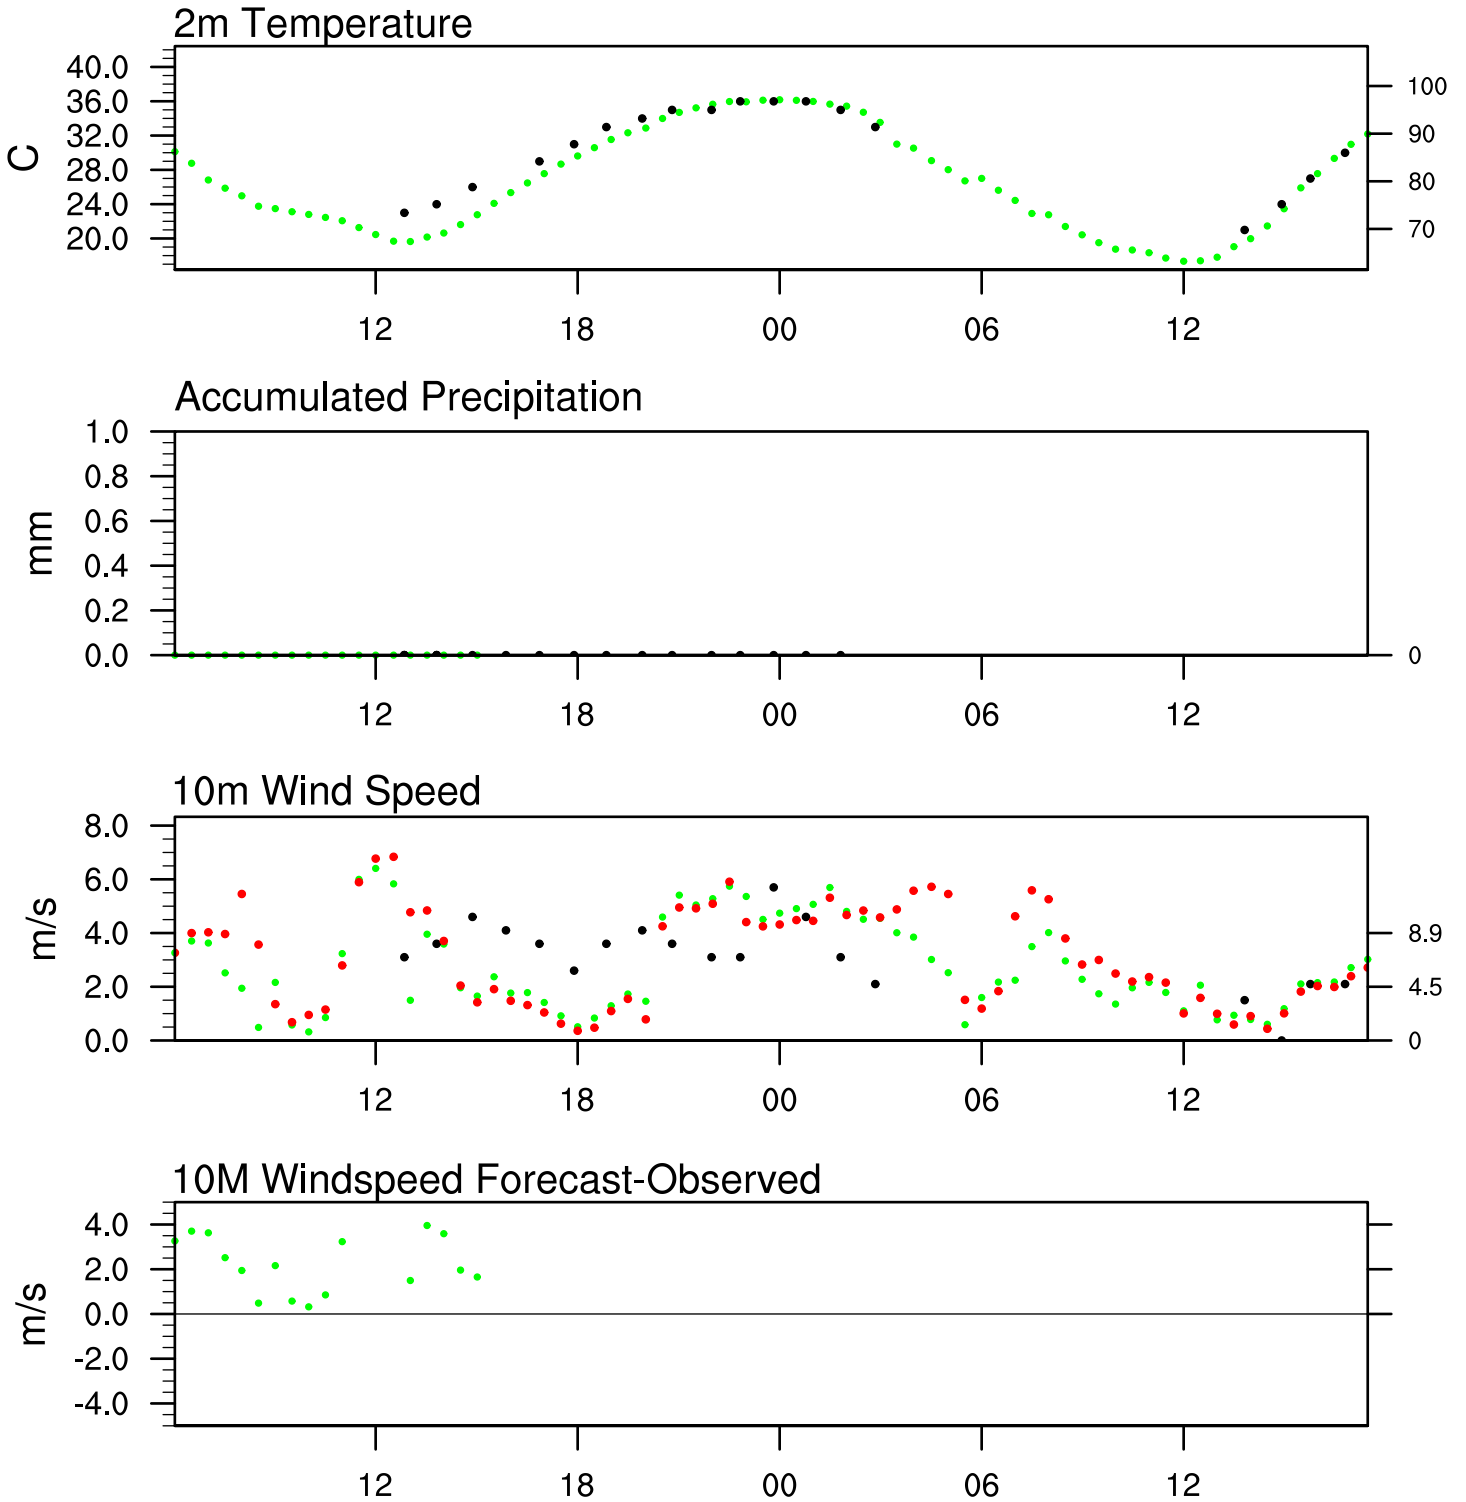 2m Temperature
40.0
36.0
32.0
28.0
24.0
20.0
C
100
90
80
70
12 18 00 06 12
Accumulated Precipitation
1.0
0.8
0.6
0.4
0.2
0.0
mm
0
12 18 00 06 12
10m Wind Speed
8.0
6.0
4.0
2.0
0.0
m/s
8.9
4.5
0
12 18 00 06 12
10M Windspeed Forecast-Observed
4.0
2.0
0.0
-2.0
-4.0
m/s
12 18 00 06 12